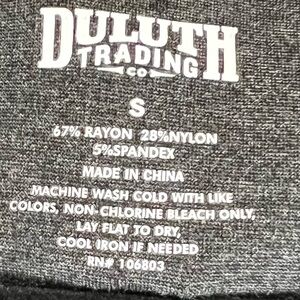 DULUTH
TRADING
CO
S
67% RAYON 28%NYLON
5%SPANDEX
MADE IN CHINA
MACHINE WASH COLD WITH LIKE
COLORS, NON-CHLORINE BLEACH ONLY,
LAY FLAT TO DRY,
COOL IRON IF NEEDED
RN# 106803